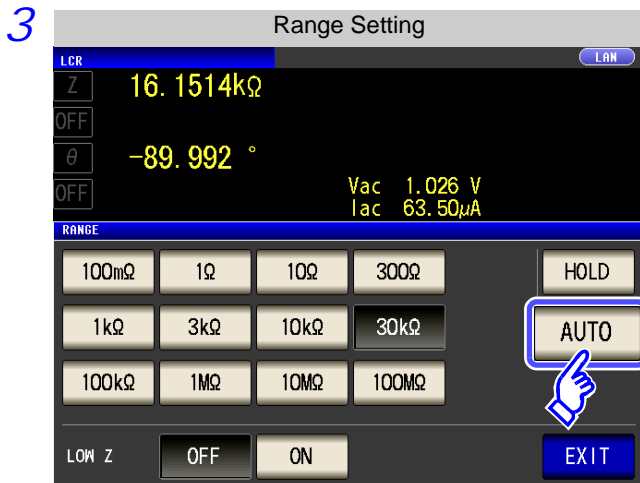 3
Range Setting
LCR LAN
Z 16.1514kΩ
OFF
θ -89.992 °
OFF
Vac 1.026 V
Iac 63.50μA
RANGE
100mΩ 1Ω 10Ω 300Ω HOLD
1kΩ 3kΩ 10kΩ 30kΩ AUTO
100kΩ 1MΩ 10MΩ 100MΩ
LOW Z OFF ON EXIT